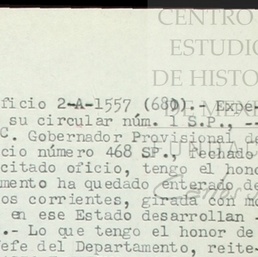 CENTRO
ESTUDIO
DE HISTO
ficio 2-A-1557 (680).- Expe-
su circular núm. 1 S.P., --
C. Gobernador Provisional de
cio número 468 SP., fechado
citado oficio, tengo el hono
mento ha quedado enterado de
os corrientes, girada con mo
en ese Estado desarrollan -
.- Lo que tengo el honor de
efe del Departamento, reite-